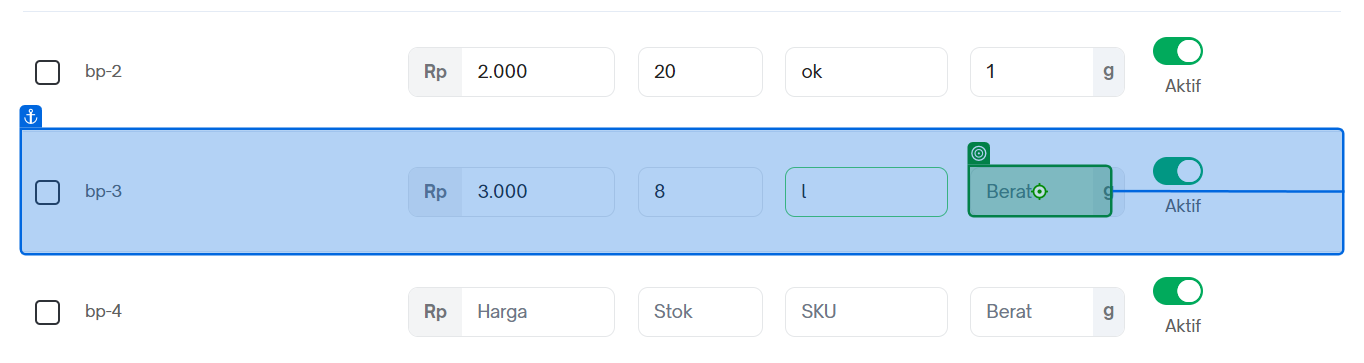 bp-2 Rp 2.000 20 ok 1 g
Aktif
bp-3 Rp 3.000 8 l Berat g
Aktif
bp-4 Rp Harga Stok SKU Berat g
Aktif